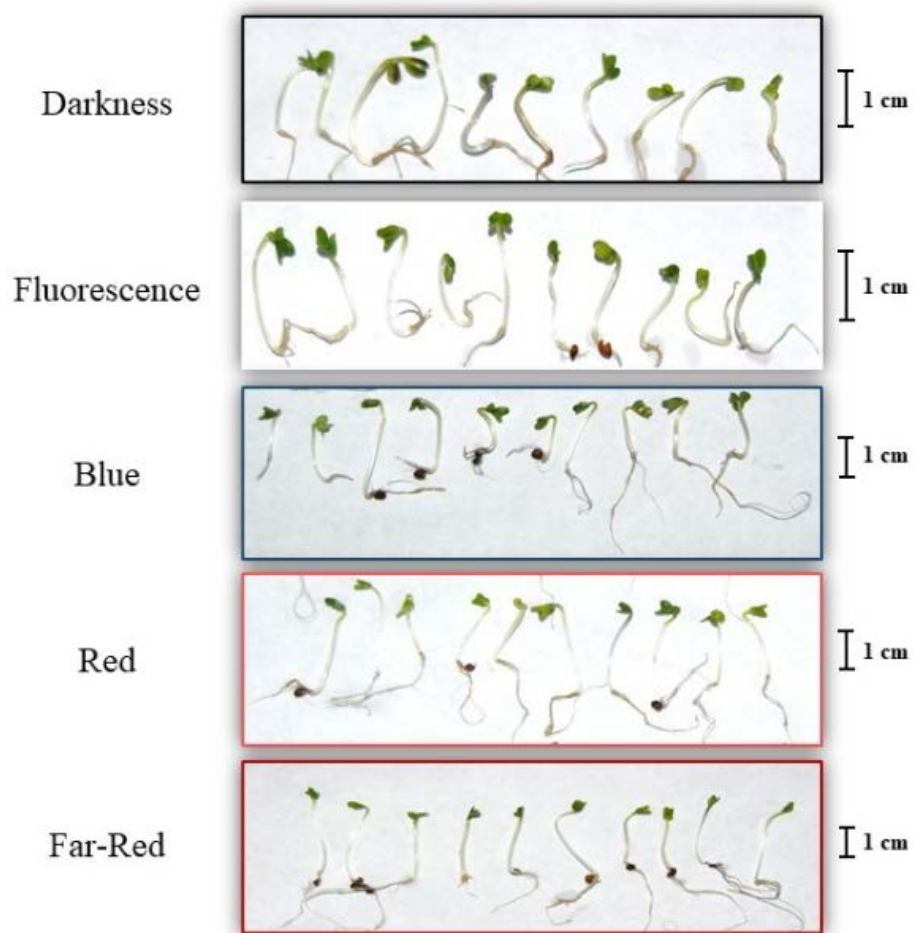 Darkness
1 cm
Fluorescence
1 cm
Blue
1 cm
Red
1 cm
Far-Red
1 cm